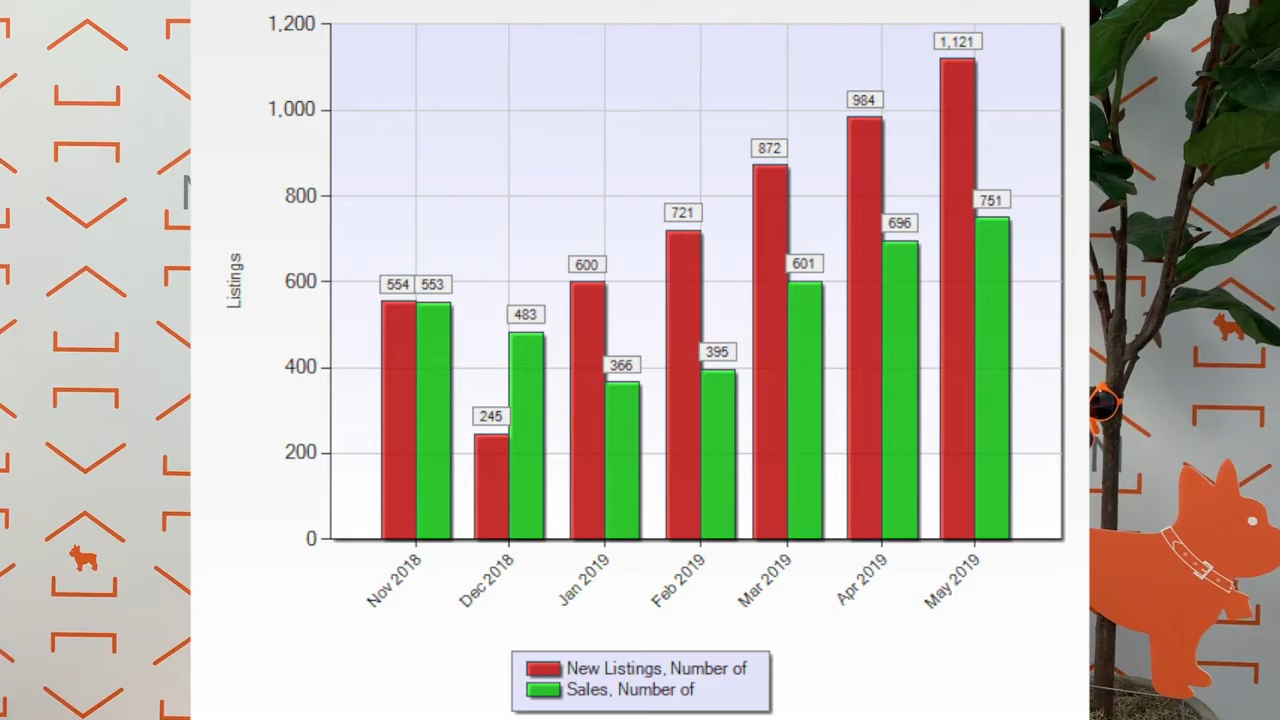 1,200
1,000
800
600
400
200
0
Listings
554
553
245
483
600
366
721
395
872
601
984
696
1,121
751
Nov 2018
Dec 2018
Jan 2019
Feb 2019
Mar 2019
Apr 2019
May 2019
New Listings, Number of
Sales, Number of